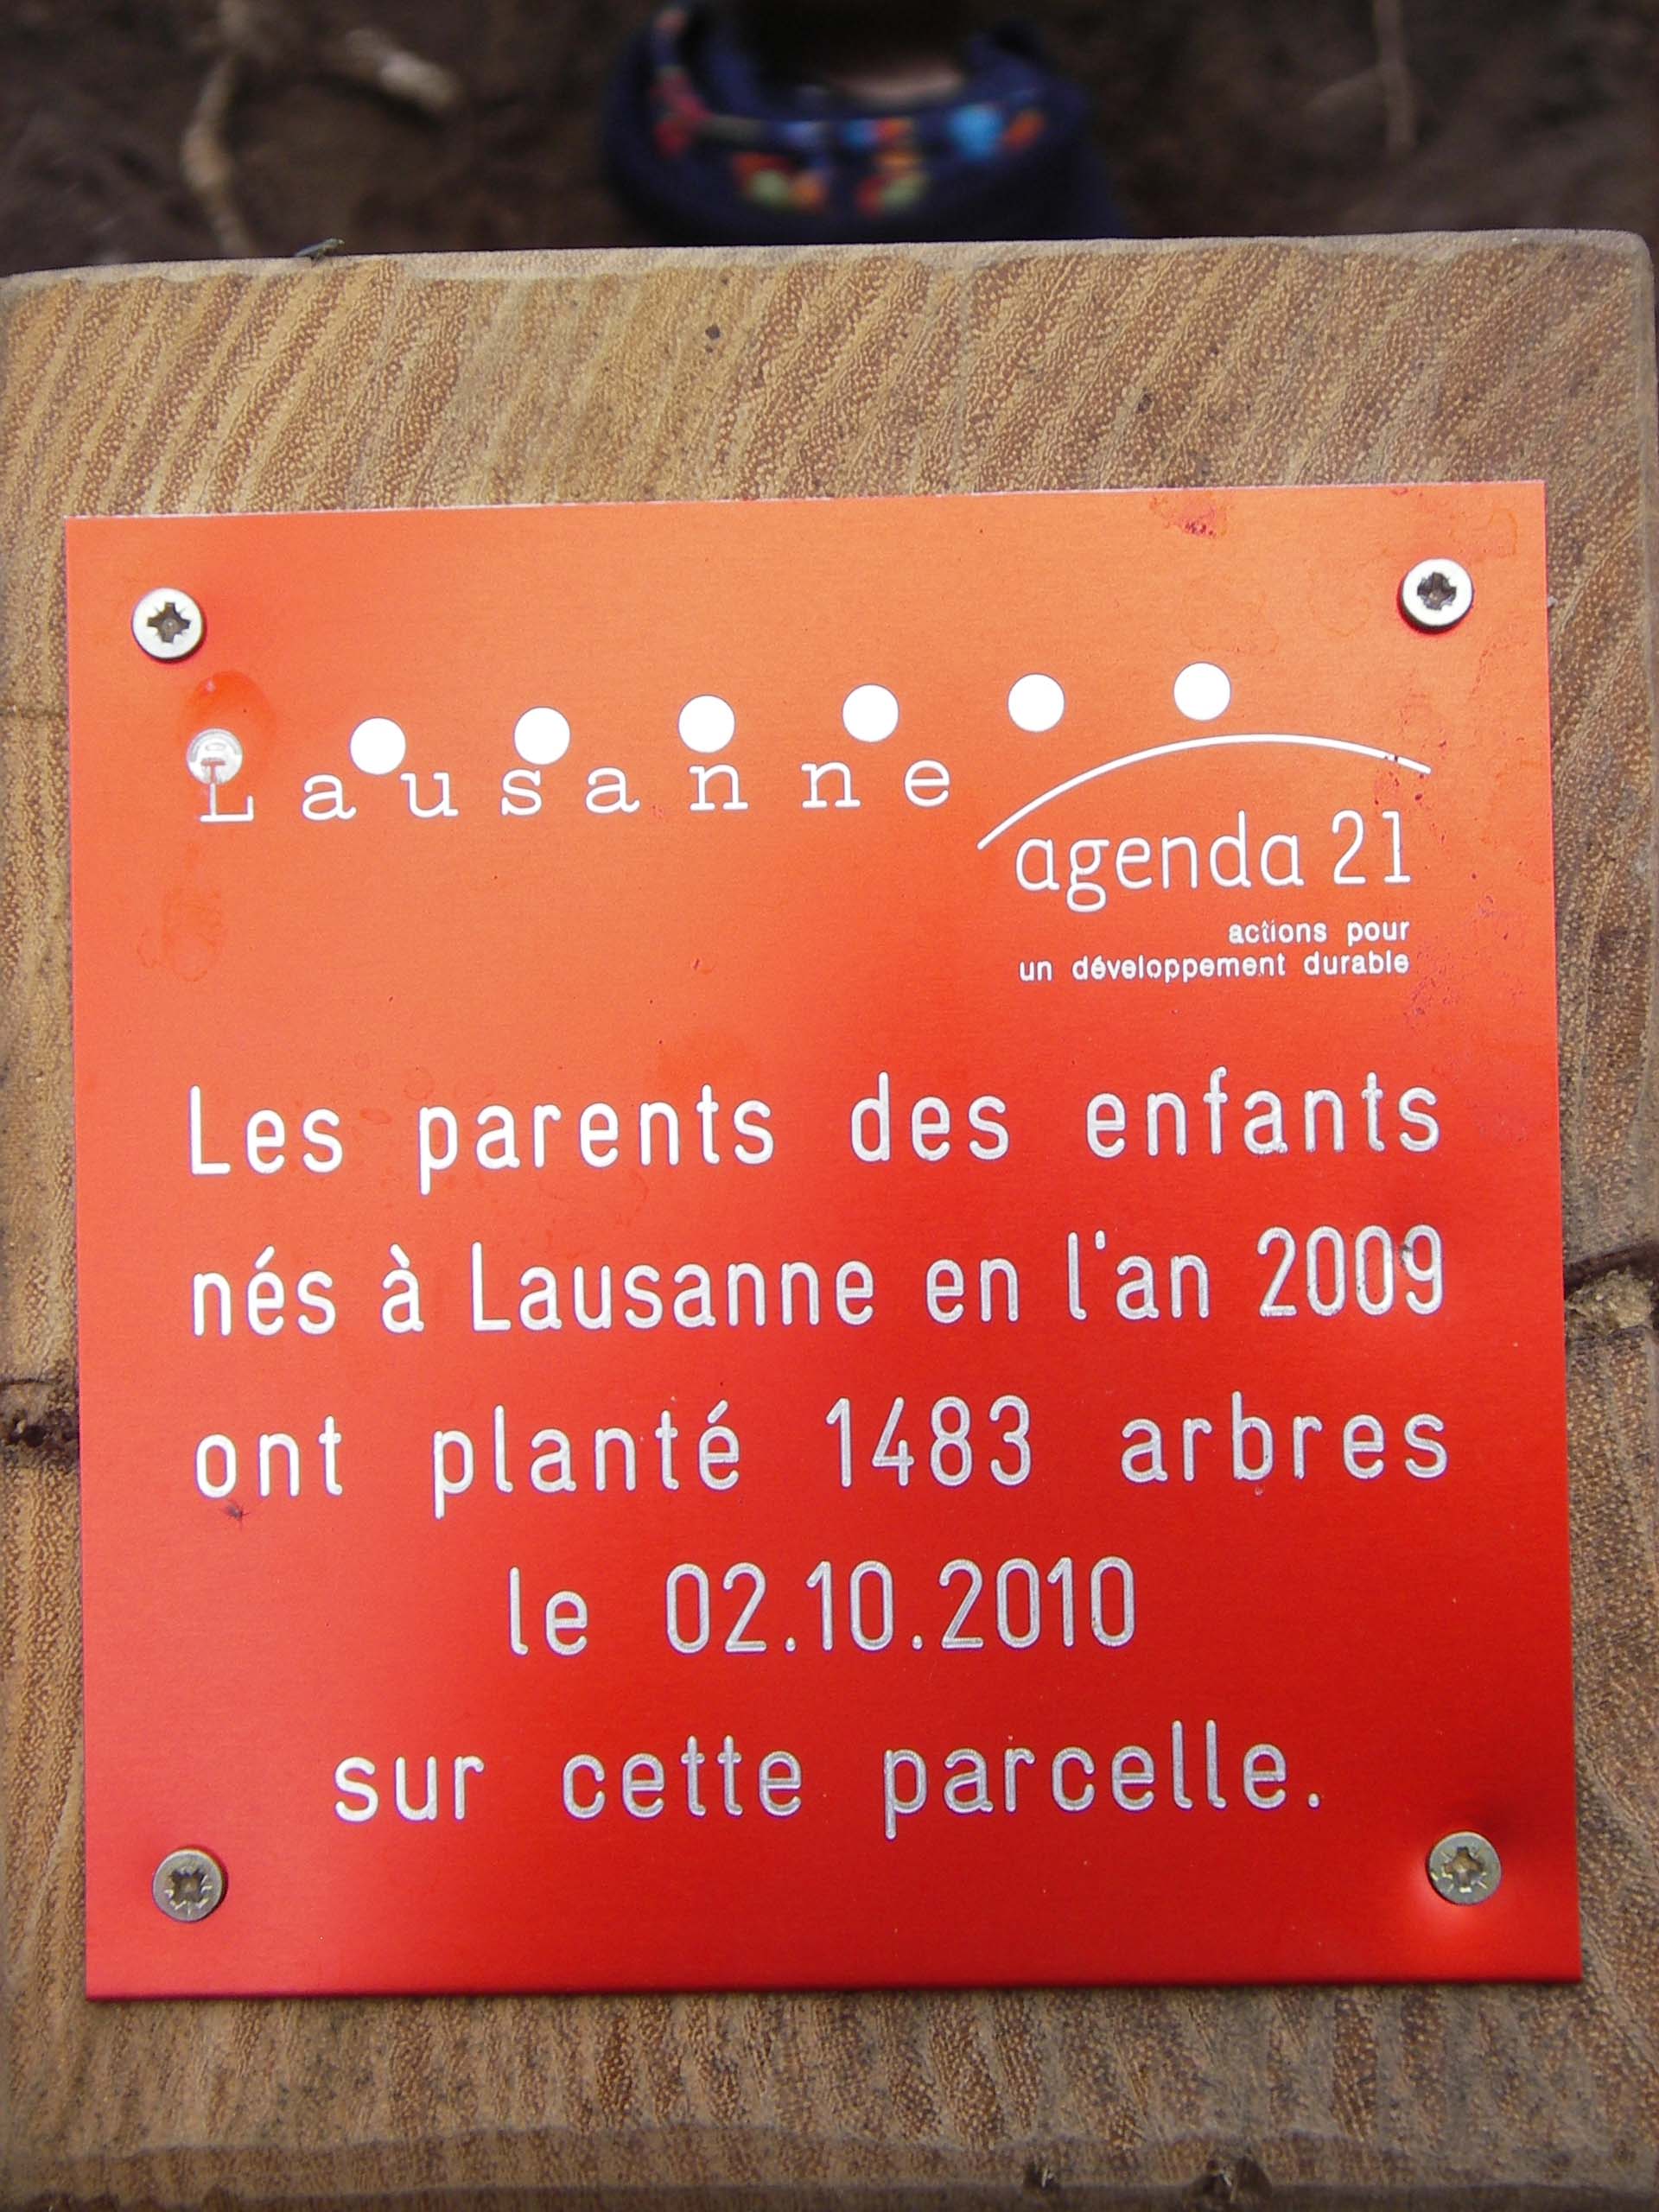 Lausanne
agenda 21
actions pour
un développement durable
Les parents des enfants
nés à Lausanne en l'an 2009
ont planté 1483 arbres
le 02.10.2010
sur cette parcelle.